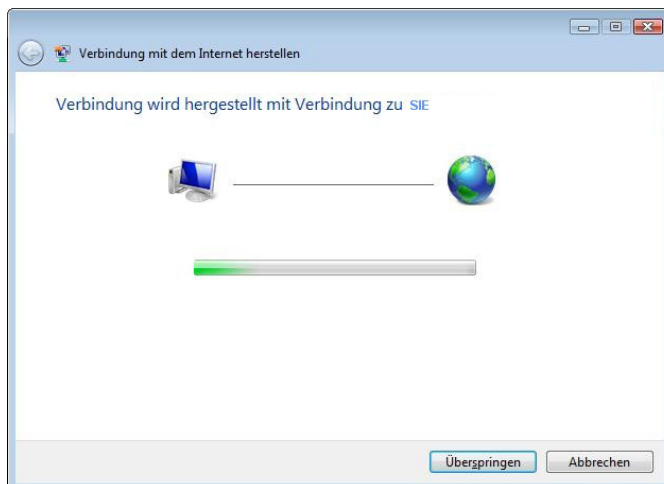 Verbindung mit dem Internet herstellen
Verbindung wird hergestellt mit Verbindung zu SIE
Überspringen Abbrechen